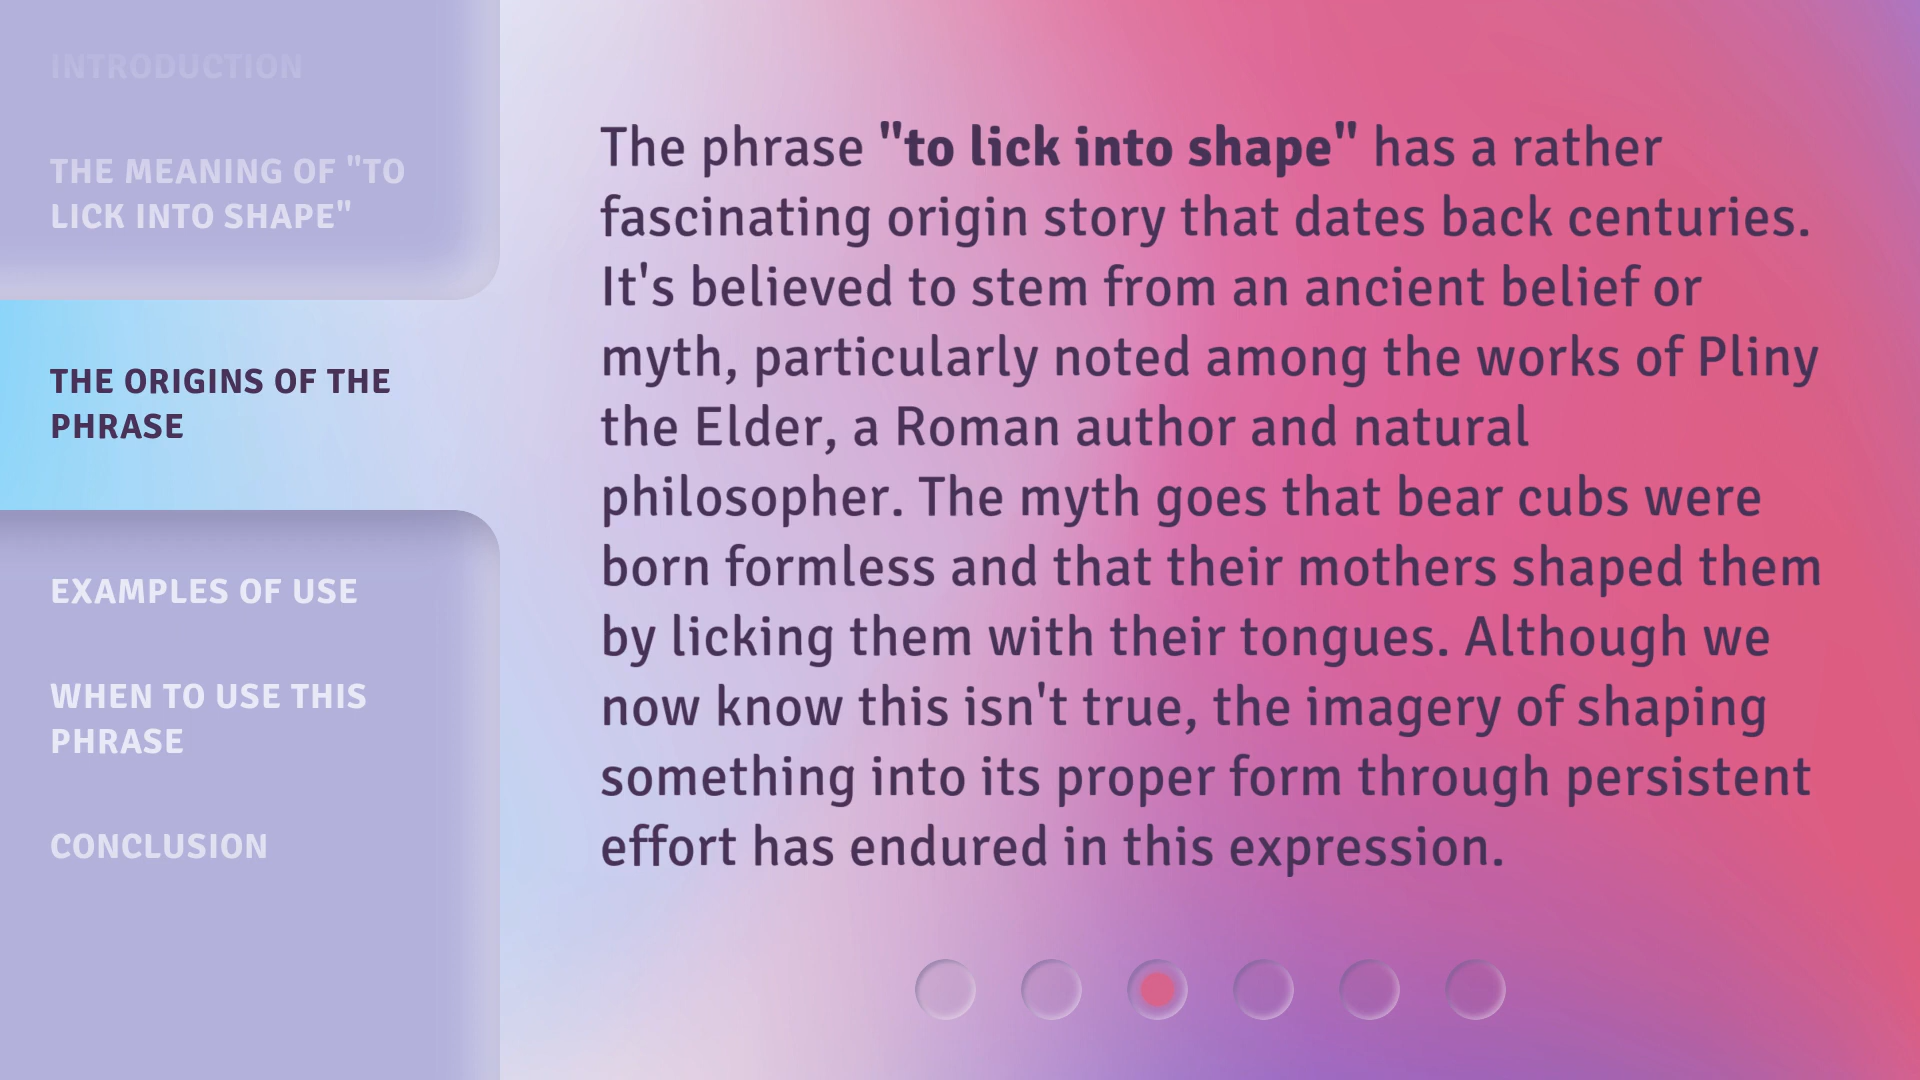 INTRODUCTION
THE MEANING OF "TO
LICK INTO SHAPE"
THE ORIGINS OF THE
PHRASE
EXAMPLES OF USE
WHEN TO USE THIS
PHRASE
CONCLUSION
The phrase "to lick into shape" has a rather
fascinating origin story that dates back centuries.
It's believed to stem from an ancient belief or
myth, particularly noted among the works of Pliny
the Elder, a Roman author and natural
philosopher. The myth goes that bear cubs were
born formless and that their mothers shaped them
by licking them with their tongues. Although we
now know this isn't true, the imagery of shaping
something into its proper form through persistent
effort has endured in this expression.